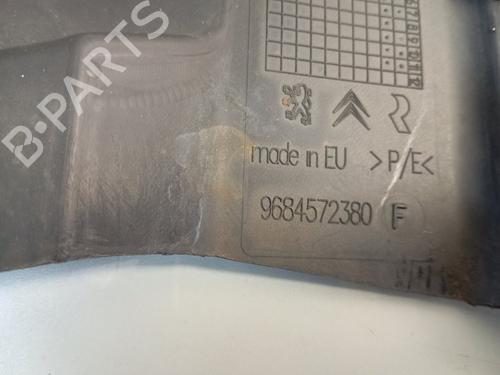 B-PARTS
made in EU >P/E<
9684572380 F